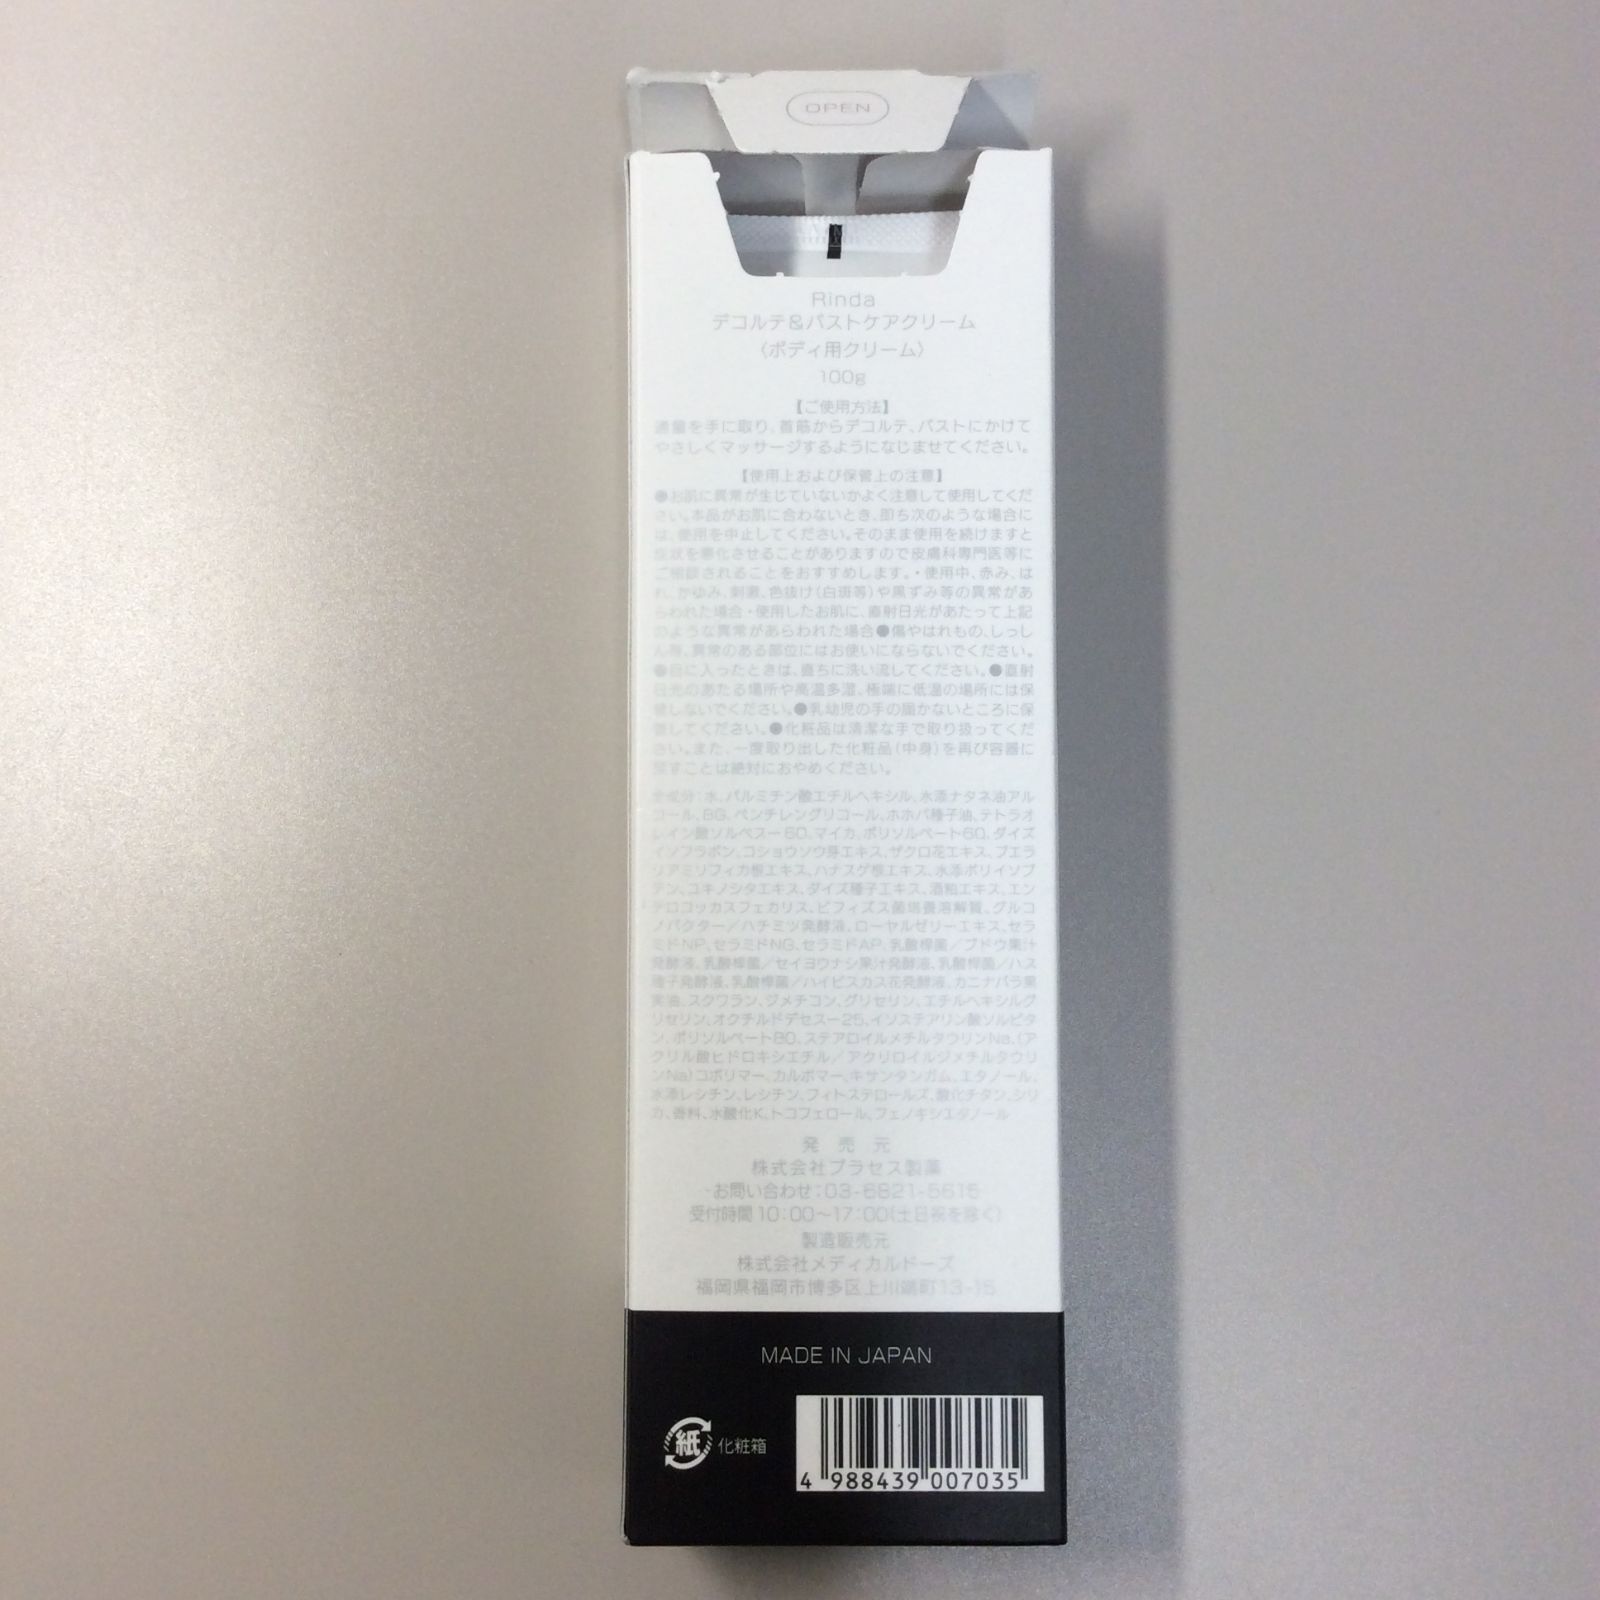 OPEN
Rinda
デコルテ&バストケアクリーム
〈ボディ用クリーム〉
100g
【ご使用方法】
適量を手に取り、首筋からデコルテ、バストにかけて
やさしくマッサージするようになじませてください。
【使用上および保管上の注意】
●お肌に異常が生じていないかよく注意して使用してくだ
さい。本品がお肌に合わないとき、即ち次のような場合に
は、使用を中止してください。そのまま使用を続けますと
症状を悪化させることがありますので皮膚科専門医等に
ご相談されることをおすすめします。・使用中、赤み、は
れ、かゆみ、刺激、色抜け(白斑等)や黒ずみ等の異常があ
らわれた場合・使用したお肌に、直射日光があたって上記
のような異常があらわれた場合●傷やはれもの、しっし
ん等、異常のある部位にはお使いにならないでください。
●目に入ったときは、直ちに洗い流してください。●直射
日光のあたる場所や高温多湿、極端に低温の場所には保
管しないでください。●乳幼児の手の届かないところに保
管してください。●化粧品は清潔な手で取り扱ってくだ
さい。また、一度取り出した化粧品(中身)を再び容器に
戻すことは絶対におやめください。
全成分:水、パルミチン酸エチルヘキシル、水添ナタネ油アル
コール、BG、ペンチレングリコール、ホホバ種子油、テトラオ
レイン酸ソルベス-60、マイカ、ポリソルベート60、ダイズ
イソフラボン、コショウソウ芽エキス、ザクロ花エキス、プエラ
リアミリフィカ根エキス、ハナスゲ根エキス、水添ポリイソブ
テン、ユキノシタエキス、ダイズ種子エキス、酒粕エキス、エン
テロコッカスフェカリス、ビフィズス菌培養溶解質、グルコ
ノバクター/ハチミツ発酵液、ローヤルゼリーエキス、セラ
ミドNP、セラミドNG、セラミドAP、乳酸桿菌/ブドウ果汁
発酵液、乳酸桿菌/セイヨウナシ果汁発酵液、乳酸桿菌/ハス
種子発酵液、乳酸桿菌/ハイビスカス花発酵液、カニナバラ果
実油、スクワラン、ジメチコン、グリセリン、エチルヘキシルグ
リセリン、オクチルドデセス-25、イソステアリン酸ソルビタ
ン、ポリソルベート80、ステアロイルメチルタウリンNa、(ア
クリル酸ヒドロキシエチル/アクリロイルジメチルタウリ
ンNa)コポリマー、カルボマー、キサンタンガム、エタノール、
水添レシチン、レシチン、フィトステロールズ、酸化チタン、シリ
カ、香料、水酸化K、トコフェロール、フェノキシエタノール
発 売 元
株式会社プラセス製薬
お問い合わせ:03-6821-5615
受付時間10:00〜17:00(土日祝を除く)
製造販売元
株式会社メディカルドーズ
福岡県福岡市博多区上川端町13-15
MADE IN JAPAN
紙 化粧箱
4 988439 007035